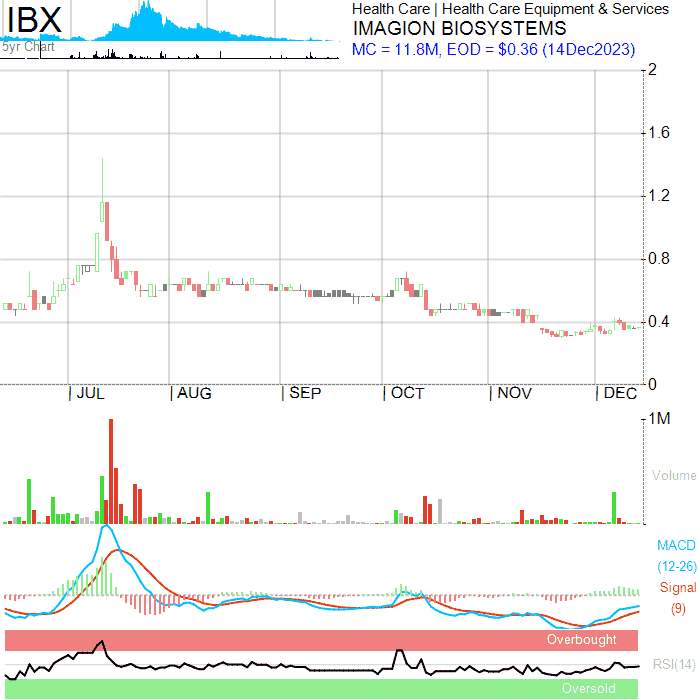 IBX
5yr Chart
Health Care | Health Care Equipment & Services
IMAGION BIOSYSTEMS
MC = 11.8M, EOD = $0.36 (14Dec2023)
2
1.6
1.2
0.8
0.4
0
JUL AUG SEP OCT NOV DEC
1M
Volume
MACD
(12-26)
Signal
(9)
Overbought
RSI(14)
Oversold